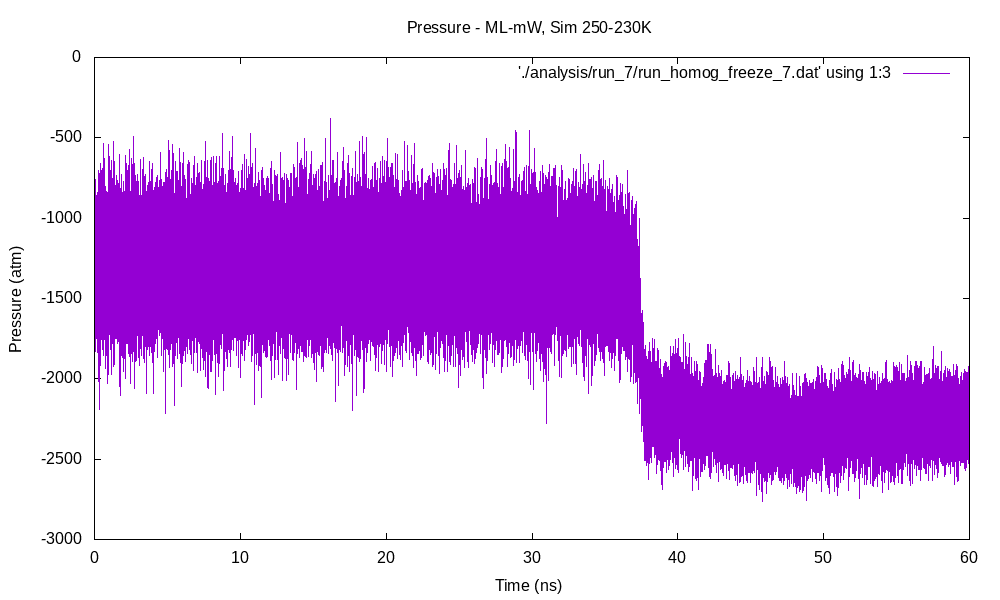 Pressure - ML-mW, Sim 250-230K
'./analysis/run_7/run_homog_freeze_7.dat' using 1:3
0
-500
-1000
-1500
-2000
-2500
-3000
Pressure (atm)
0 10 20 30 40 50 60
Time (ns)